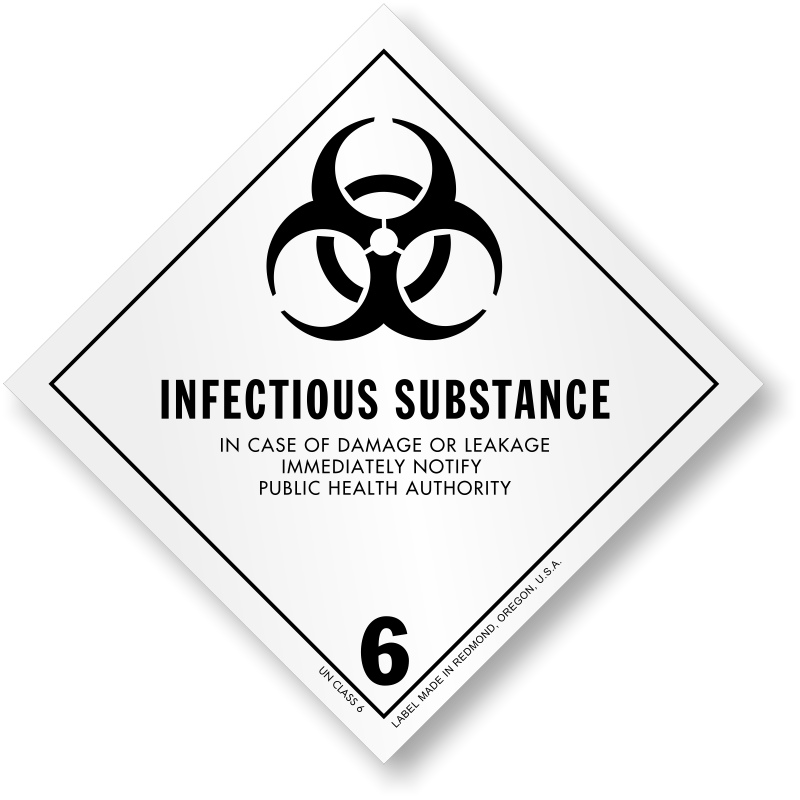 INFECTIOUS SUBSTANCE
IN CASE OF DAMAGE OR LEAKAGE
IMMEDIATELY NOTIFY
PUBLIC HEALTH AUTHORITY
6
UN CLASS 6
LABEL MADE IN REDMOND, OREGON, U.S.A.